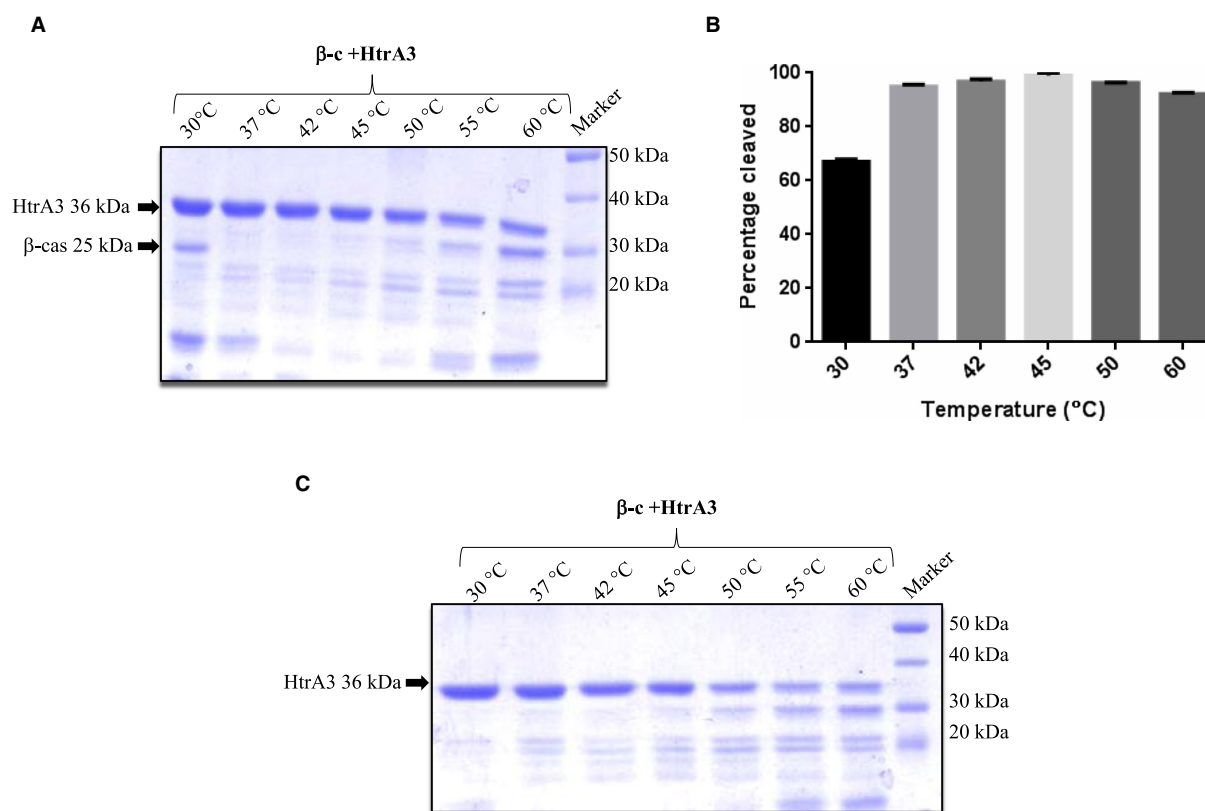 A
β-c +HtrA3
30 °C 37 °C 42 °C 45 °C 50 °C 55 °C 60 °C Marker
50 kDa
40 kDa
HtrA3 36 kDa
β-cas 25 kDa
30 kDa
20 kDa
B
Percentage cleaved
100
80
60
40
20
0
30 37 42 45 50 60
Temperature (°C)
C
β-c +HtrA3
30 °C 37 °C 42 °C 45 °C 50 °C 55 °C 60 °C Marker
50 kDa
40 kDa
HtrA3 36 kDa
30 kDa
20 kDa